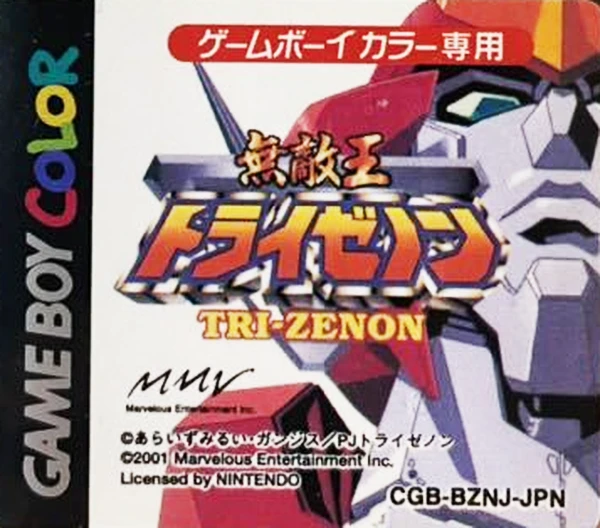 ゲームボーイカラー専用
GAME BOY COLOR
無敵王
トライゼノン
TRI-ZENON
MMV
Marvelous Entertainment Inc.
©あらいずみるい・ガンジス/PJトライゼノン
©2001 Marvelous Entertainment Inc.
Licensed by NINTENDO
CGB-BZNJ-JPN